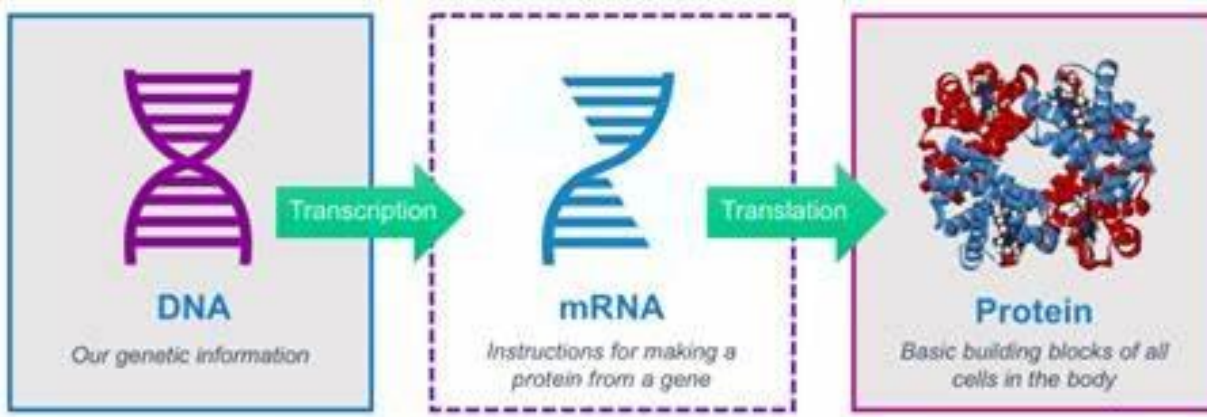 Transcription
Translation
DNA
Our genetic information
mRNA
Instructions for making a
protein from a gene
Protein
Basic building blocks of all
cells in the body